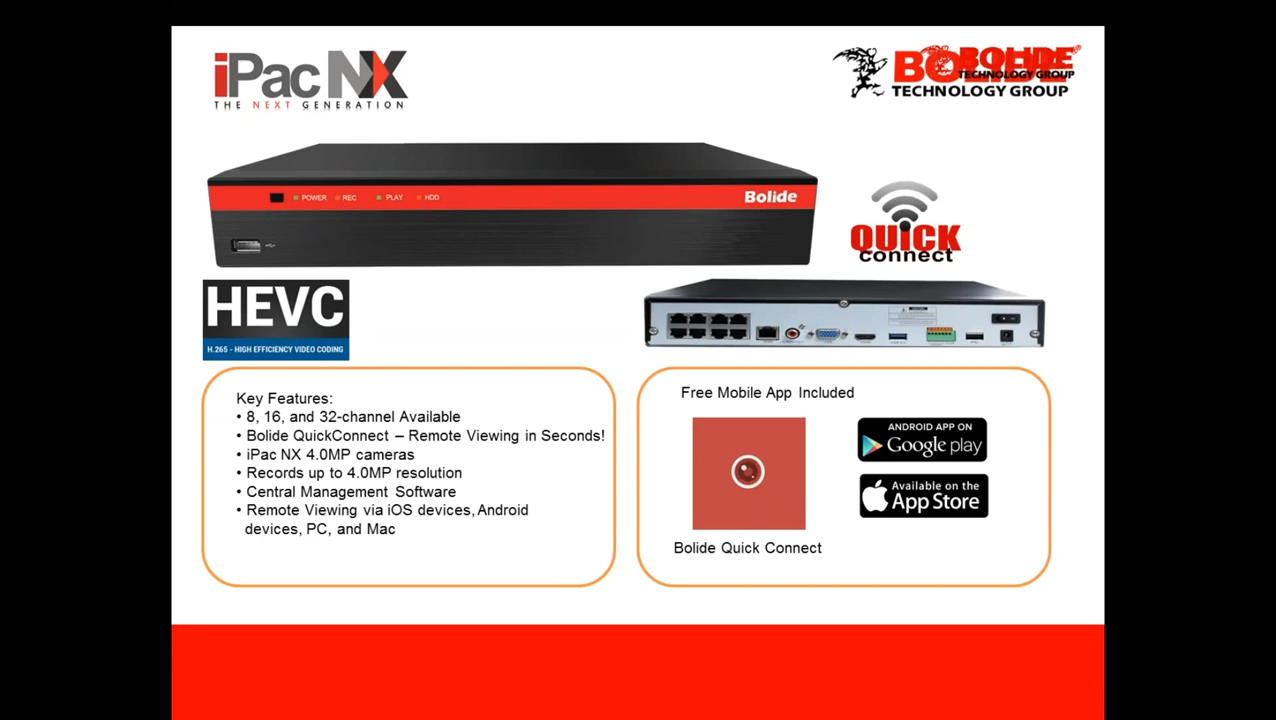 iPac NX
THE NEXT GENERATION
BOLIDE
TECHNOLOGY GROUP
BOLIDE
TECHNOLOGY GROUP
POWER REC PLAY HDD
Bolide
QUICK
connect
HEVC
H.265 - HIGH EFFICIENCY VIDEO CODING
Key Features:
• 8, 16, and 32-channel Available
• Bolide QuickConnect – Remote Viewing in Seconds!
• iPac NX 4.0MP cameras
• Records up to 4.0MP resolution
• Central Management Software
• Remote Viewing via iOS devices, Android
devices, PC, and Mac
Free Mobile App Included
ANDROID APP ON
Google play
Available on the
App Store
Bolide Quick Connect